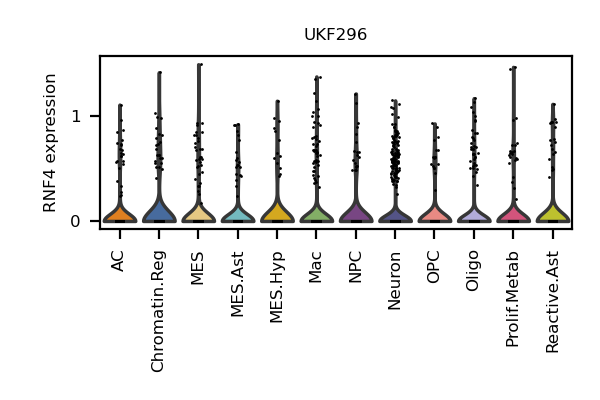 UKF296
RNF4 expression
1
0
AC
Chromatin.Reg
MES
MES.Ast
MES.Hyp
Mac
NPC
Neuron
OPC
Oligo
Prolif.Metab
Reactive.Ast